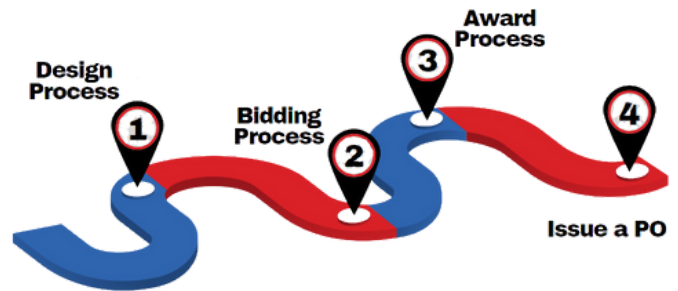 Design
Process
1
Bidding
Process
2
Award
Process
3
4
Issue a PO